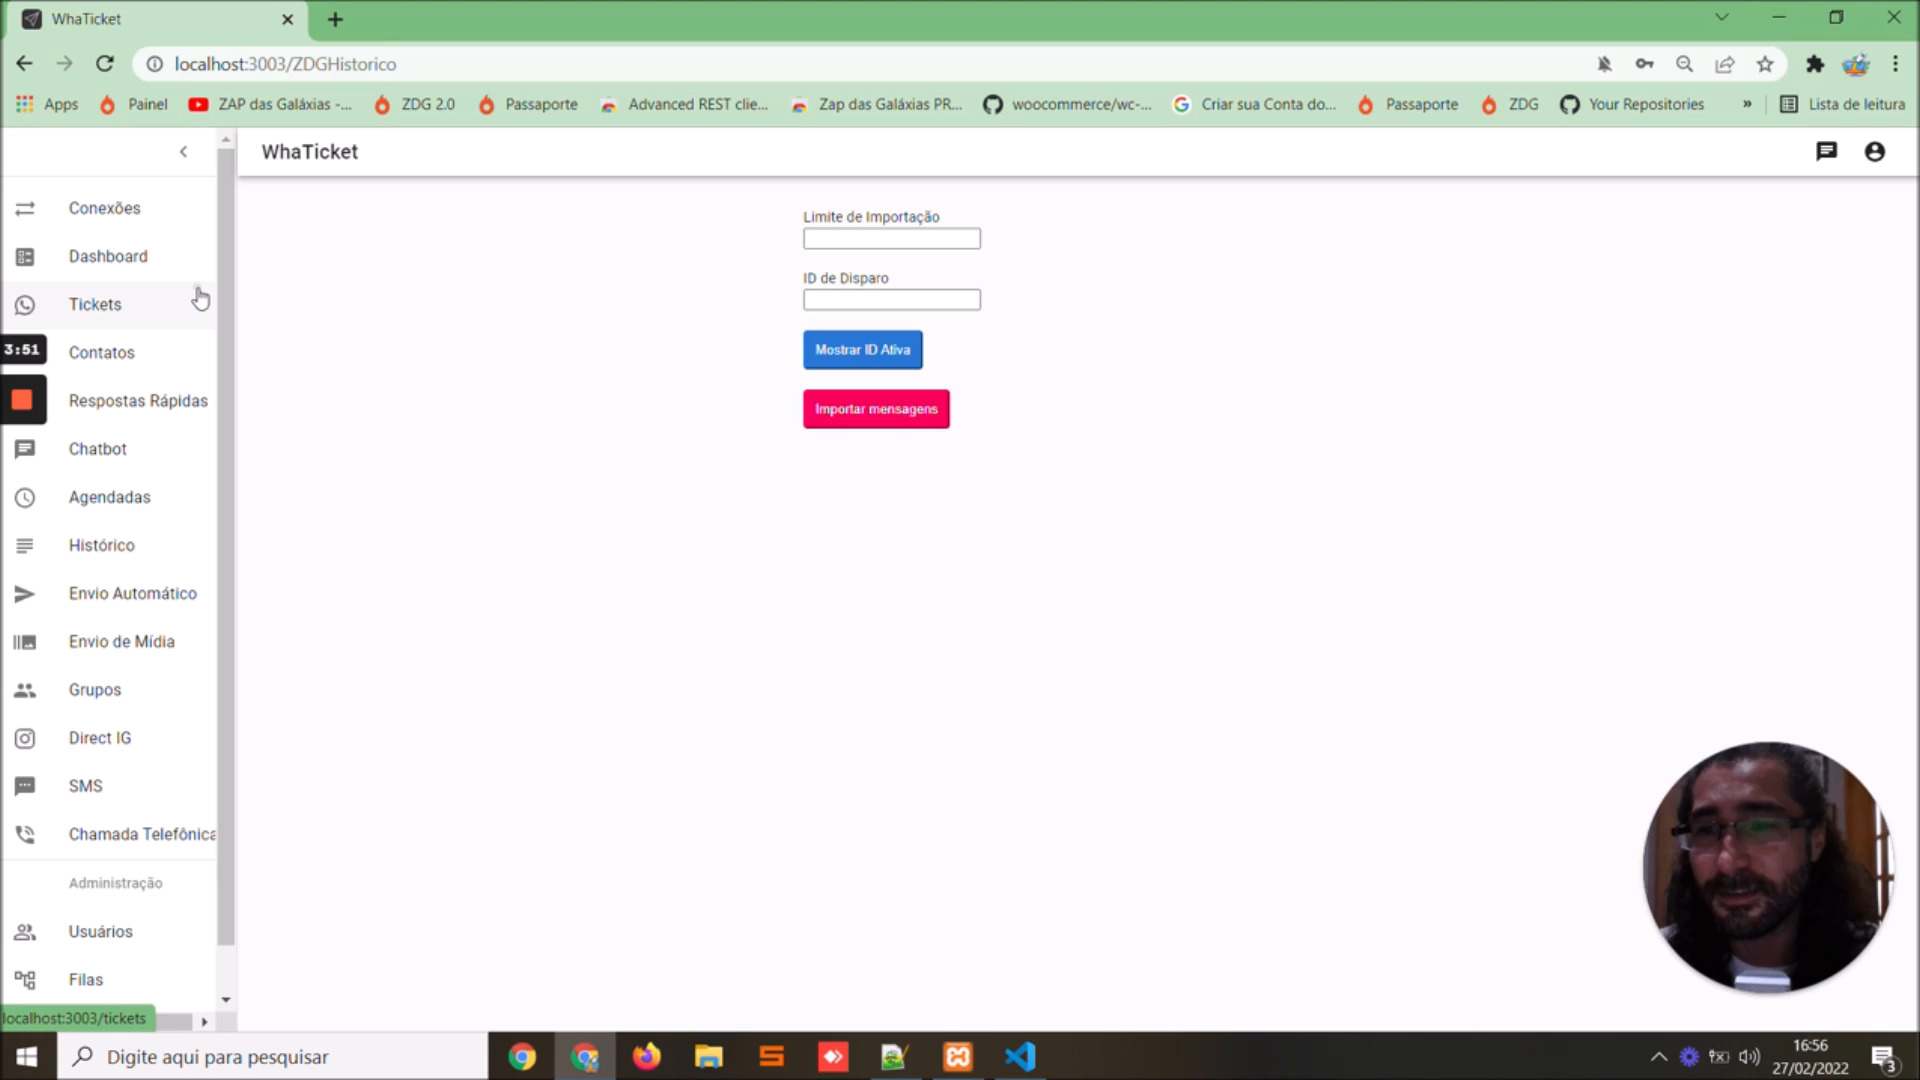 WhaTicket
localhost:3003/ZDGHistorico
Apps
Painel
ZAP das Galáxias -...
ZDG 2.0
Passaporte
Advanced REST clie...
Zap das Galáxias PR...
woocommerce/wc-...
Criar sua Conta do...
Passaporte
ZDG
Your Repositories
»
Lista de leitura
WhaTicket
Conexões
Dashboard
Tickets
3:51
Contatos
Respostas Rápidas
Chatbot
Agendadas
Histórico
Envio Automático
Envio de Mídia
Grupos
Direct IG
SMS
Chamada Telefônica
Administração
Usuários
Filas
localhost:3003/tickets
Limite de Importação
ID de Disparo
Mostrar ID Ativa
Importar mensagens
Digite aqui para pesquisar
16:56
27/02/2022
3